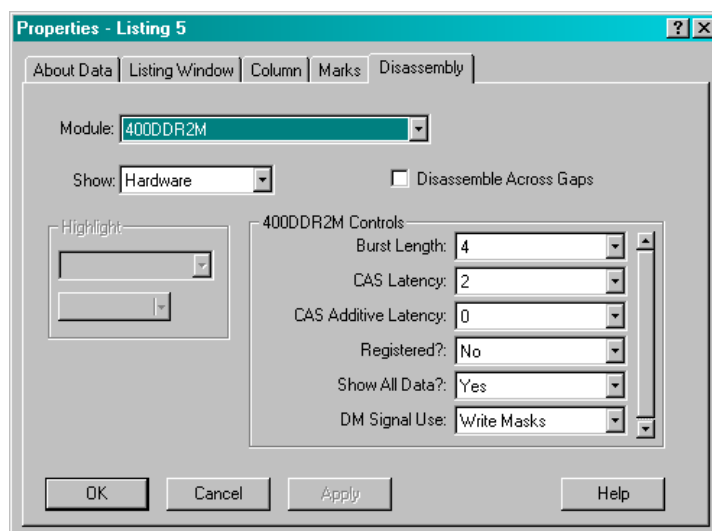 Properties - Listing 5
About Data Listing Window Column Marks Disassembly
Module: 400DDR2M
Show: Hardware Disassemble Across Gaps
Highlight
400DDR2M Controls
Burst Length: 4
CAS Latency: 2
CAS Additive Latency: 0
Registered?: No
Show All Data?: Yes
DM Signal Use: Write Masks
OK Cancel Apply Help